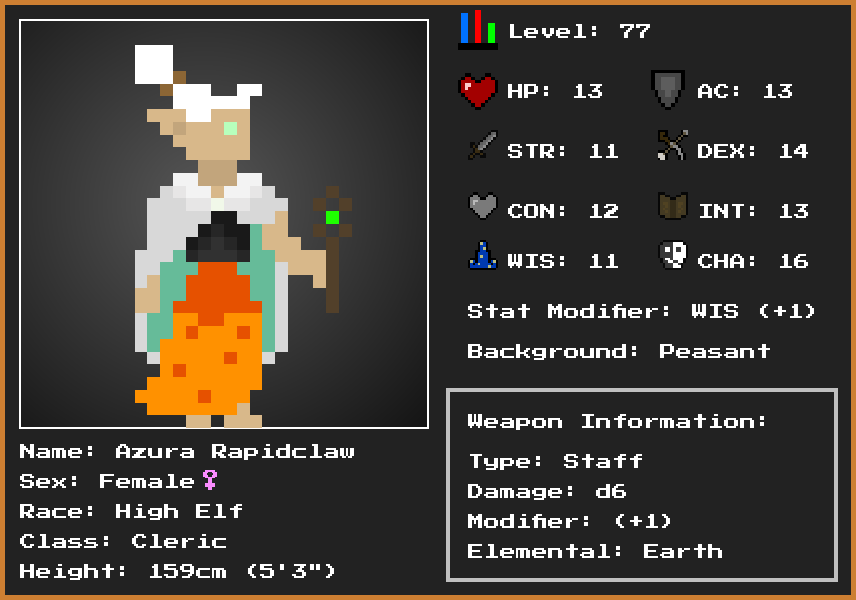 Level: 77
HP: 13 AC: 13
STR: 11 DEX: 14
CON: 12 INT: 13
WIS: 11 CHA: 16
Stat Modifier: WIS (+1)
Background: Peasant
Weapon Information:
Type: Staff
Damage: d6
Modifier: (+1)
Elemental: Earth
Name: Azura Rapidclaw
Sex: Female♀
Race: High Elf
Class: Cleric
Height: 159cm (5'3")